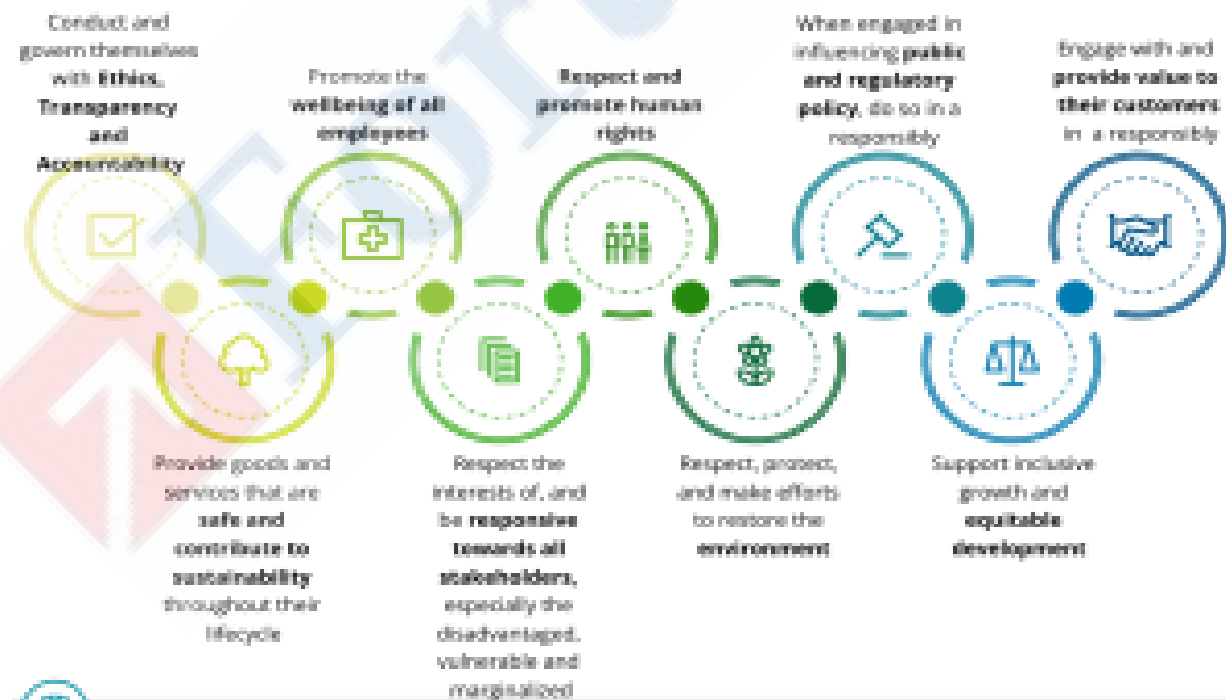 Conduct and
govern themselves
with Ethics,
Transparency
and
Accountability
Provide goods and
services that are
safe and
contribute to
sustainability
throughout their
lifecycle
Promote the
wellbeing of all
employees
Respect the
interests of, and
be responsive
towards all
stakeholders,
especially the
disadvantaged,
vulnerable and
marginalized
Respect and
promote human
rights
Respect, protect,
and make efforts
to restore the
environment
When engaged in
influencing public
and regulatory
policy, do so in a
responsibly
Support inclusive
growth and
equitable
development
Engage with and
provide value to
their customers
in a responsibly
For